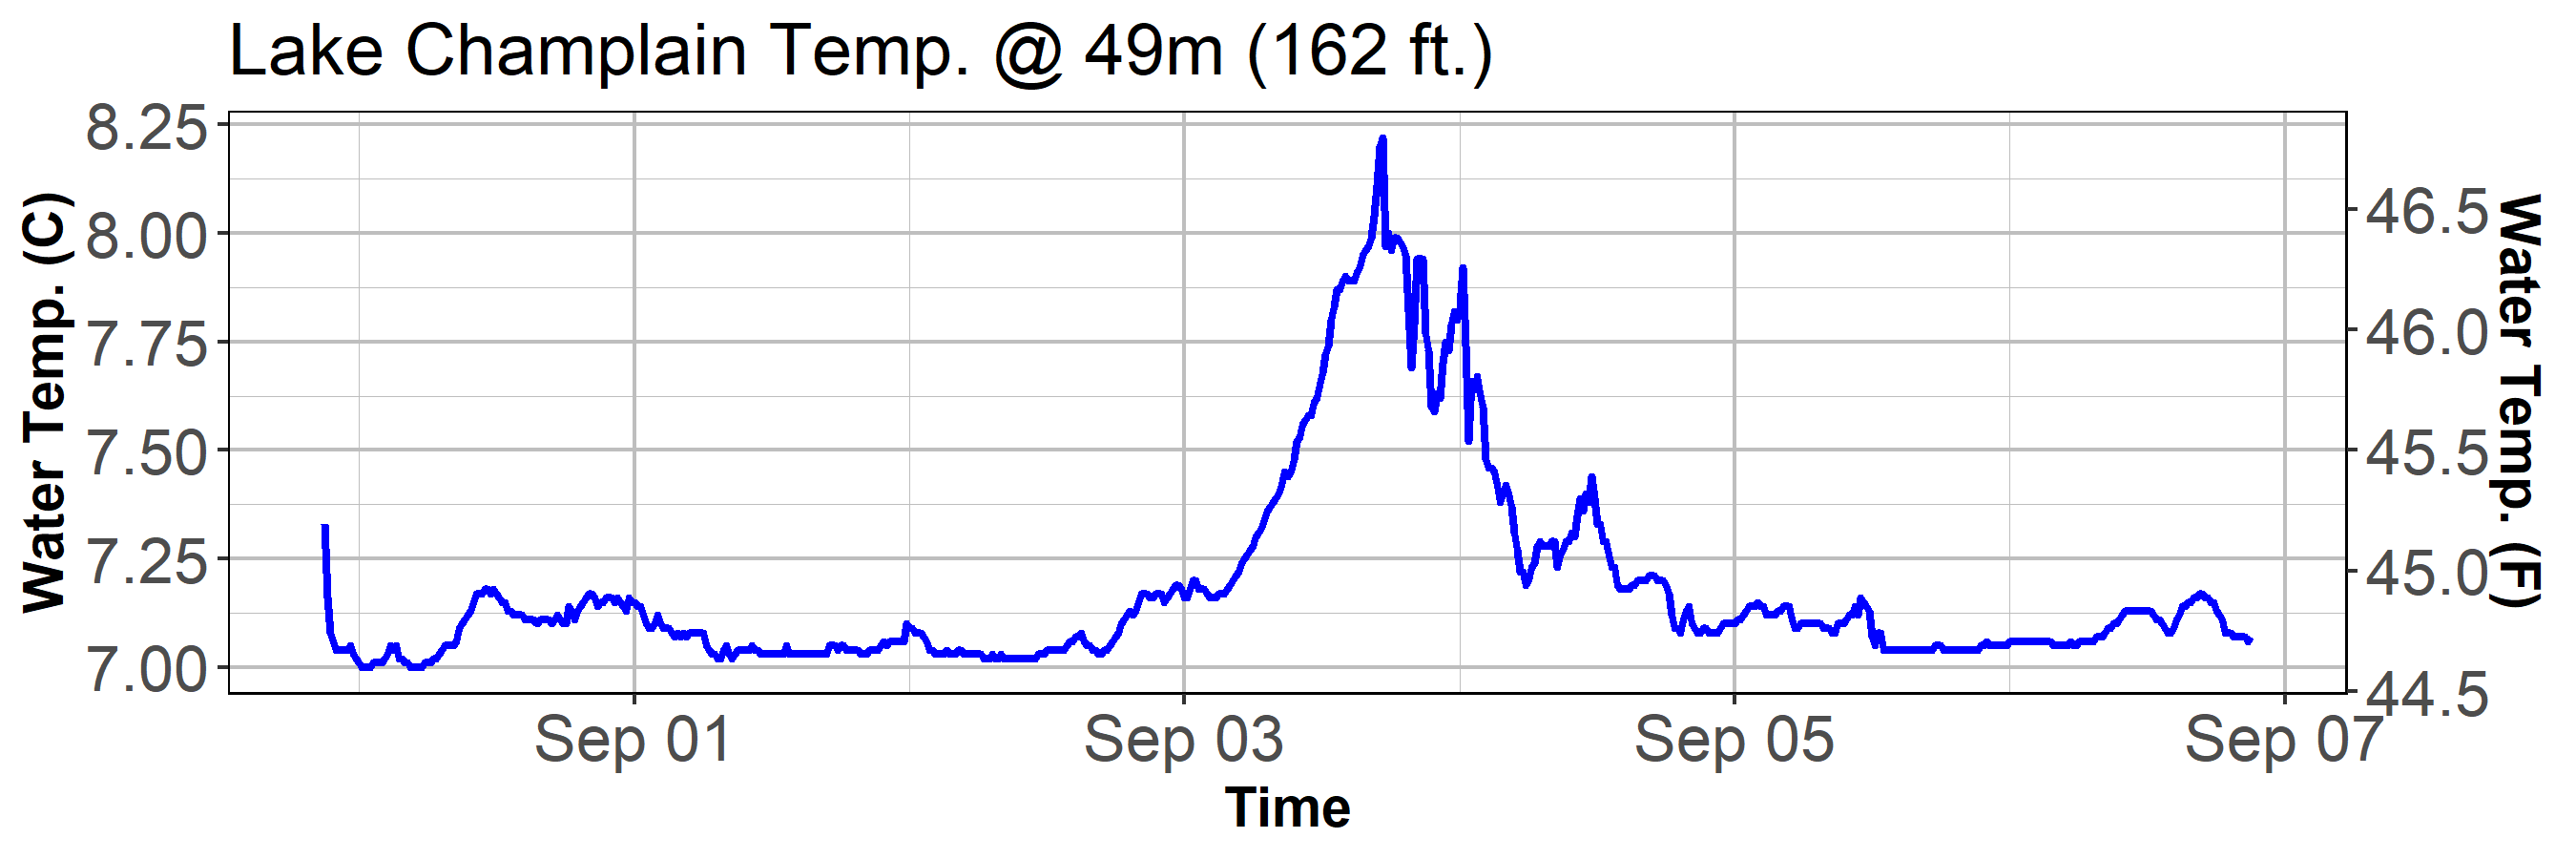 Lake Champlain Temp. @ 49m (162 ft.)
Water Temp. (C)
8.25
8.00
7.75
7.50
7.25
7.00
46.5
46.0
45.5
45.0
44.5
Water Temp. (F)
Sep 01
Sep 03
Sep 05
Sep 07
Time